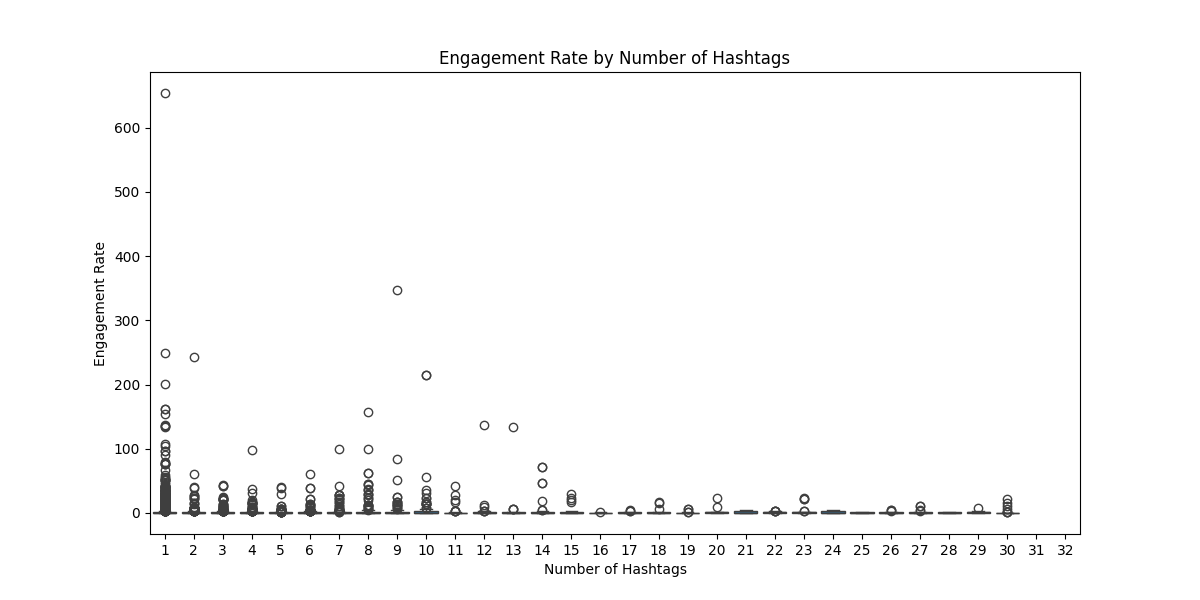 Engagement Rate by Number of Hashtags
Engagement Rate
600
500
400
300
200
100
0
1 2 3 4 5 6 7 8 9 10 11 12 13 14 15 16 17 18 19 20 21 22 23 24 25 26 27 28 29 30 31 32
Number of Hashtags